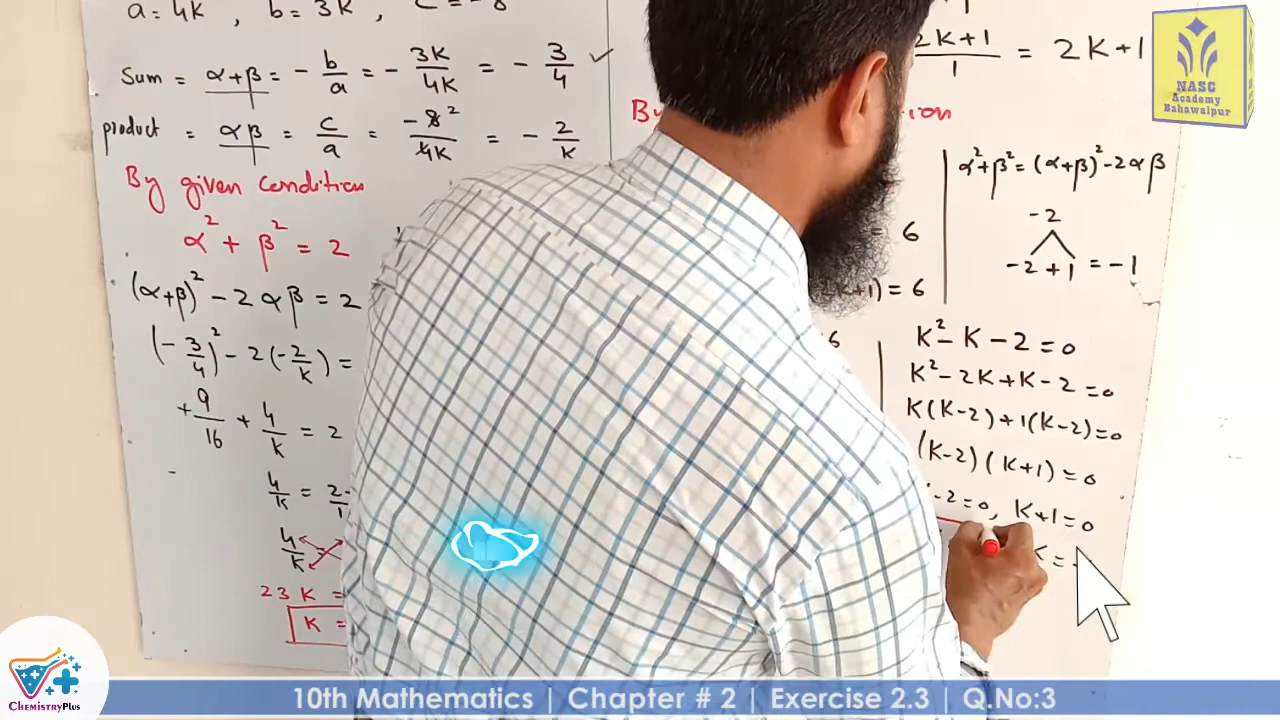 a = 4K , b = 3K , C = -8
Sum = α+β = - b/a = - 3K/4K = - 3/4 ✓
product = αβ = c/a = -8²/4K = - 2/K
By given condition
α² + β² = 2
(α+β)² - 2αβ = 2
(-3/4)² - 2(-2/K) =
+ 9/16 + 4/K = 2
4/K = 2-
4/K =
23 K =
K =
2K+1/1 = 2K+1
By
α²+β² = (α+β)² - 2αβ
= 6
-2
-2 + 1 = -1
+1) = 6
K² - K - 2 = 0
K² - 2K + K - 2 = 0
K(K-2) + 1(K-2) = 0
(K-2)(K+1) = 0
-2 = 0, K+1 = 0
K = -
NASC
Academy
Bahawalpur
ChemistryPlus
10th Mathematics | Chapter # 2 | Exercise 2.3 | Q.No:3